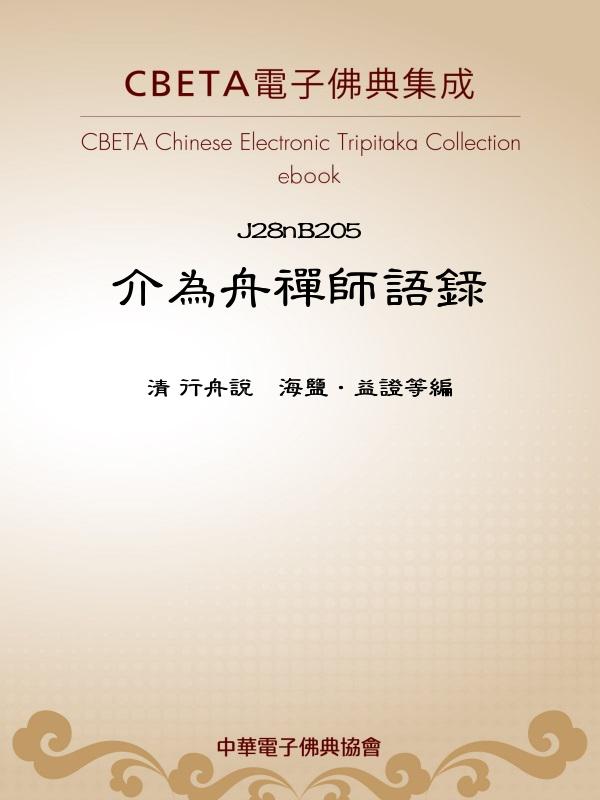 CBETA電子佛典集成
CBETA Chinese Electronic Tripitaka Collection
ebook
J28nB205
介為舟禪師語錄
清 行舟說　海鹽．益證等編
中華電子佛典協會